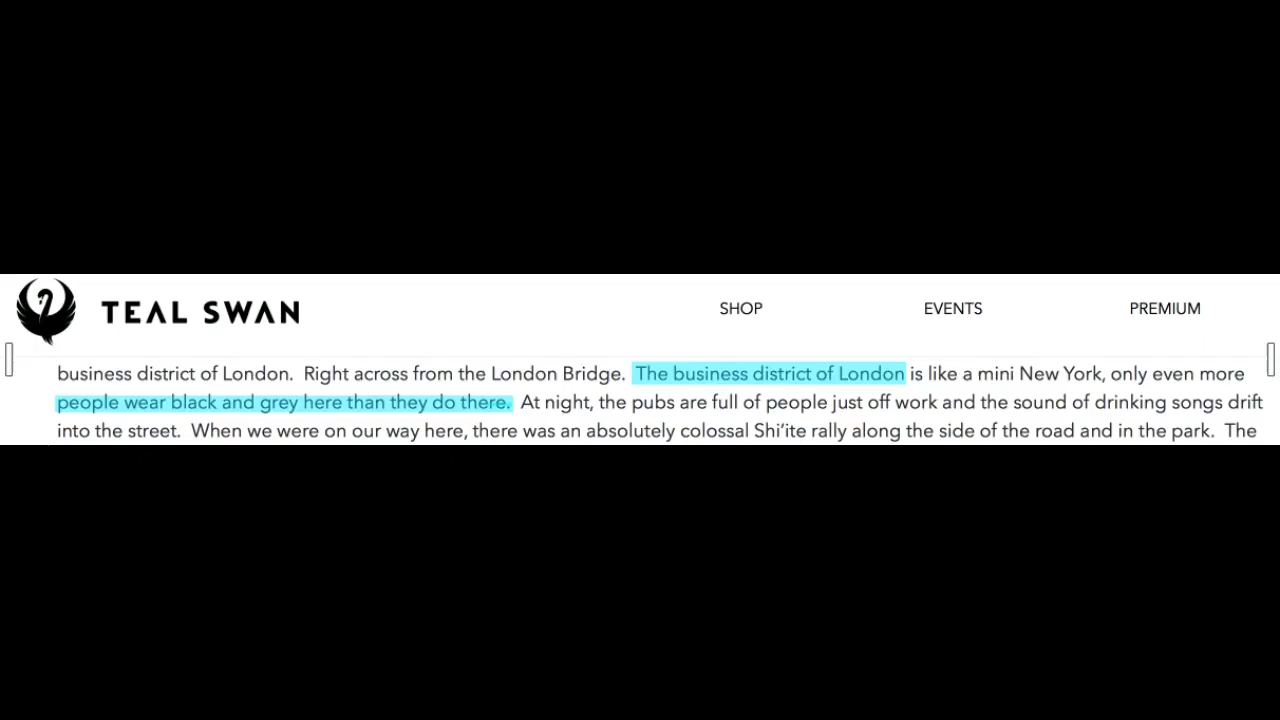 TEAL SWAN SHOP EVENTS PREMIUM
business district of London.  Right across from the London Bridge.  The business district of London is like a mini New York, only even more
people wear black and grey here than they do there.  At night, the pubs are full of people just off work and the sound of drinking songs drift
into the street.  When we were on our way here, there was an absolutely colossal Shi’ite rally along the side of the road and in the park.  The